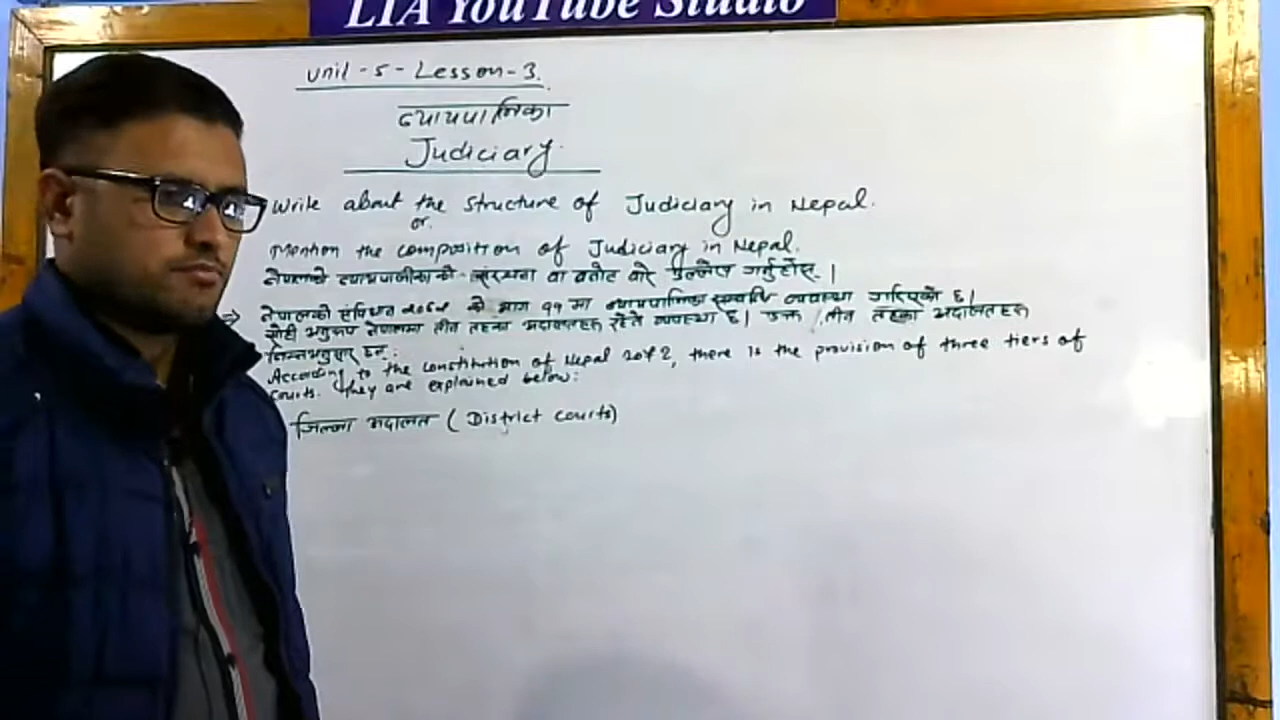 LIA YouTube Studio
Unit - 5 - Lesson - 3.
न्यायपालिका
Judiciary.
Write about the structure of Judiciary in Nepal.
or.
Mention the composition of Judiciary in Nepal.
नेपालको न्यायपालिकाको संरचना वा बनोट बारे उल्लेख गर्नुहोस् ।
⇒ नेपालको संविधान २०७२ को भाग ११ मा न्यायपालिका सम्बन्धि व्यवस्था गरिएको छ।
सोही अनुरूप नेपालमा तीन तहका अदालतहरू रहने व्यवस्था छ। उक्त तीन तहका अदालतहरू
निम्नअनुसार छन्:
According to the constitution of Nepal 2072, there is the provision of three tiers of
courts. They are explained below:
जिल्ला अदालत ( District courts)